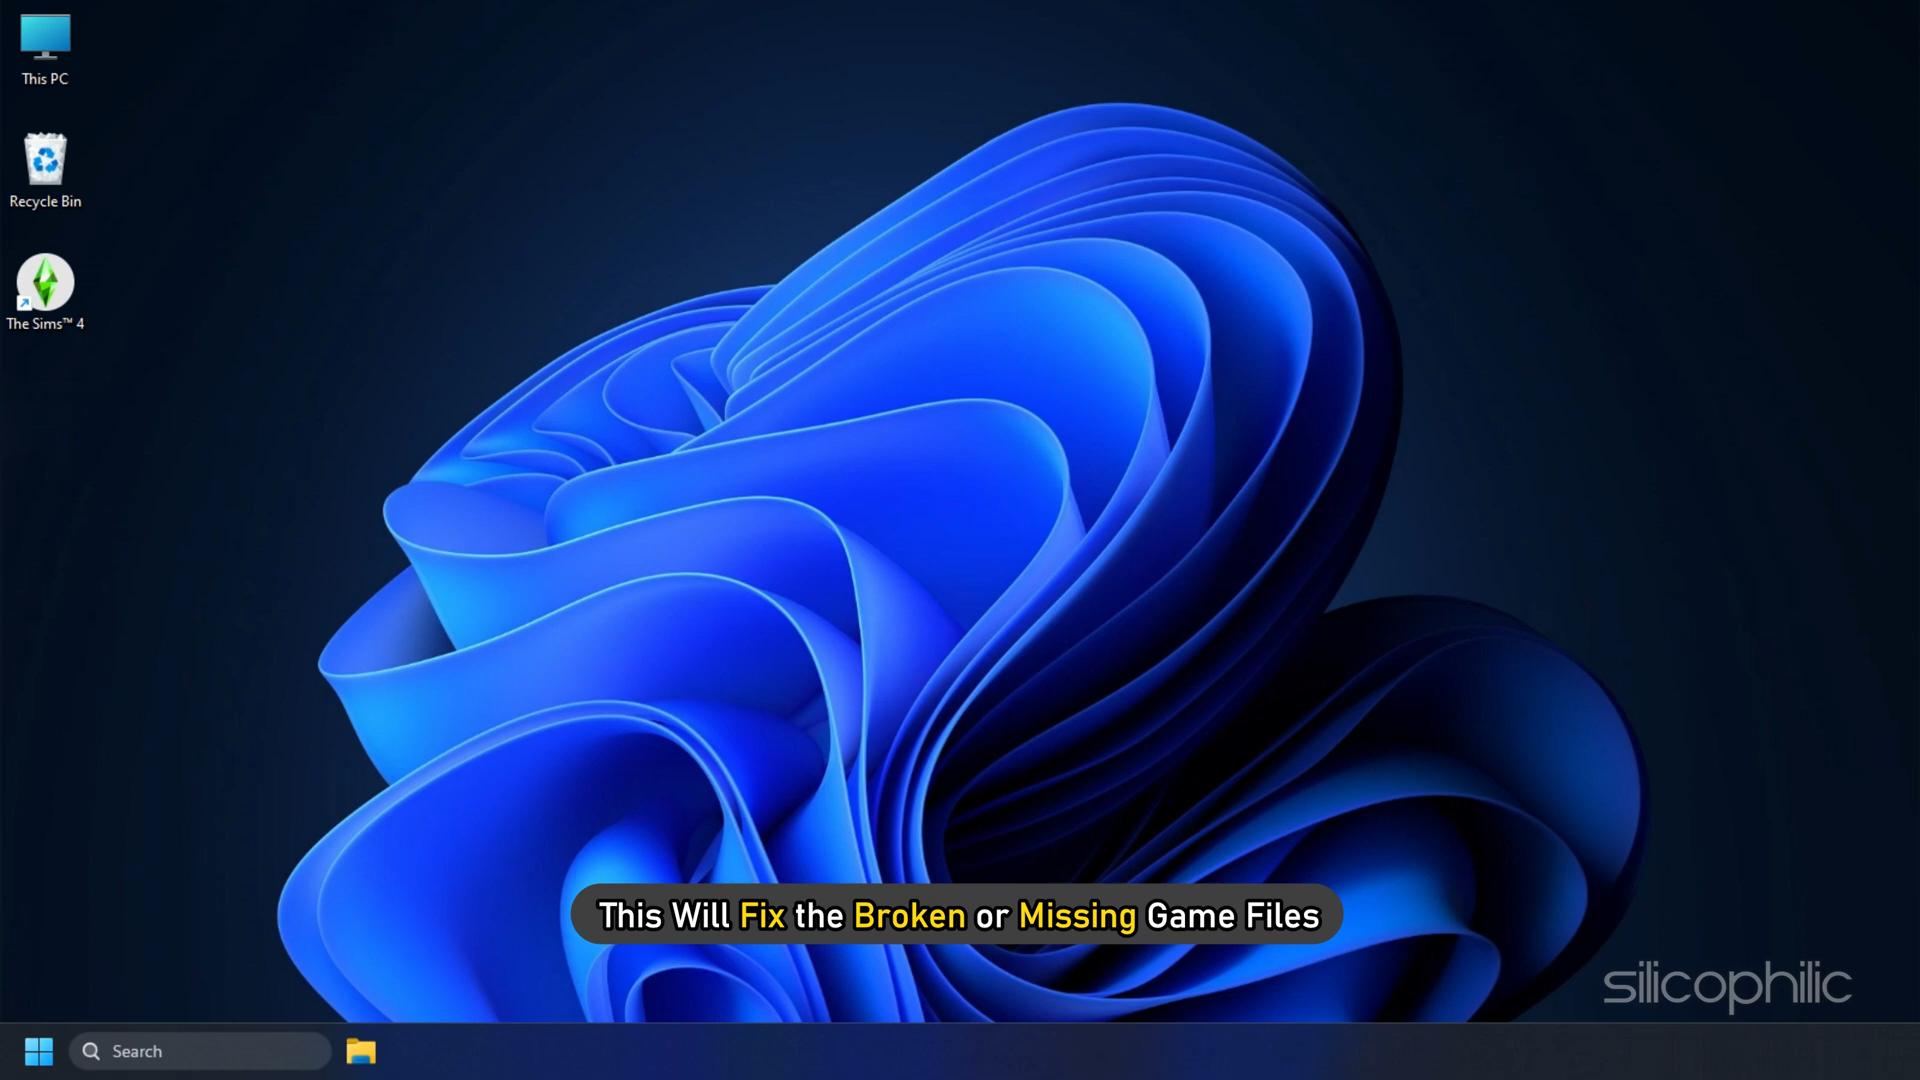 This PC
Recycle Bin
The Sims™ 4
This Will Fix the Broken or Missing Game Files
silicophilic
Search